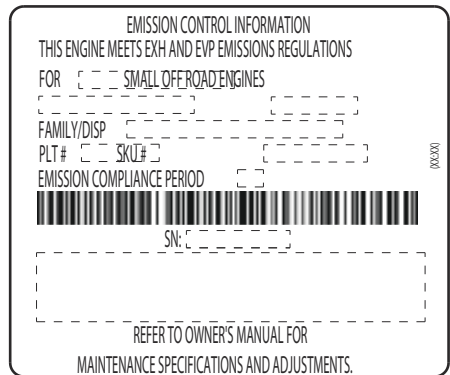 EMISSION CONTROL INFORMATION
THIS ENGINE MEETS EXH AND EVP EMISSIONS REGULATIONS
FOR SMALL OFF ROAD ENGINES
FAMILY/DISP
PLT # SKU #
(XX:XX)
EMISSION COMPLIANCE PERIOD
SN:
REFER TO OWNER'S MANUAL FOR
MAINTENANCE SPECIFICATIONS AND ADJUSTMENTS.